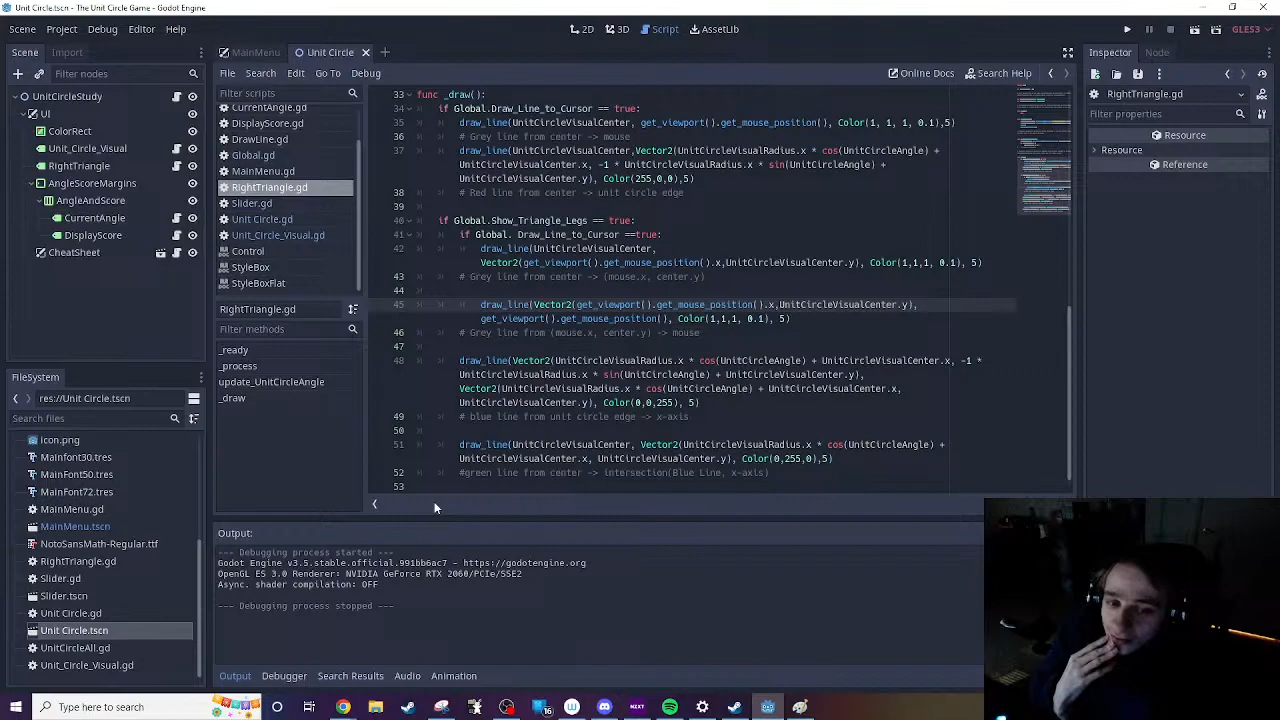 Unit Circle.tscn - The Unit Circle Game - Godot Engine
Scene Project Debug Editor Help
2D 3D Script AssetLib
GLES3
Scene Import
MainMenu Unit Circle
Inspector Node
Filter nodes
File Search Edit Go To Debug
Online Docs Search Help
Filter scripts
UnitCircleStudy
UI
ColorRect
Unit_Circle_Visual
RightTriangle
AngleScoreMargins
AngleAndScore
CurrentAngle
DisplayScore
CheatSheet
CurrentAngle.gd
DisplayScore.gd
DrawLine.gd
Global.gd
MainMenu.gd
RightTriangle.gd
Slider.gd
Unit Circle.gd
Unit_Circle_Visual.gd
Control
StyleBox
StyleBoxFlat
RightTriangle.gd
Filter methods
_ready
_process
update_UnitCircleAngle
_draw
33 func _draw():
34 if Global.Draw_Line_to_Cursor == true:
35 draw_line(UnitCircleVisualCenter, get_viewport().get_mouse_position(), Color(1, 1, 1, 0.1),5)
36 # Grey line from center -> mouse
37 draw_line(UnitCircleVisualCenter,Vector2(UnitCircleVisualRadius.x * cos(UnitCircleAngle) +
UnitCircleVisualCenter.x, -1 * UnitCircleVisualRadius.x * sin(UnitCircleAngle) +
UnitCircleVisualCenter.y), Color(255,0,0),5)
38 # Red line from center -> unit circle edge
39
40 if Global.Show_Triangle_Legs == true:
41 if Global. Draw_Line_to_Cursor ==true:
42 draw_line(UnitCircleVisualCenter,
Vector2(get_viewport().get_mouse_position().x,UnitCircleVisualCenter.y), Color(1,1,1, 0.1), 5)
43 # Grey line from center -> (mouse.x, center.y)
44
45 draw_line(Vector2(get_viewport().get_mouse_position().x,UnitCircleVisualCenter.y),
get_viewport().get_mouse_position(), Color(1,1,1, 0.1), 5)
46 # Grey line from (mouse.x, center.y) -> mouse
47
48 draw_line(Vector2(UnitCircleVisualRadius.x * cos(UnitCircleAngle) + UnitCircleVisualCenter.x, -1 *
UnitCircleVisualRadius.x * sin(UnitCircleAngle) + UnitCircleVisualCenter.y),
Vector2(UnitCircleVisualRadius.x * cos(UnitCircleAngle) + UnitCircleVisualCenter.x,
UnitCircleVisualCenter.y), Color(0,0,255), 5)
49 # blue line from unit circle edge -> x-axis
50
51 draw_line(UnitCircleVisualCenter, Vector2(UnitCircleVisualRadius.x * cos(UnitCircleAngle) +
UnitCircleVisualCenter.x, UnitCircleVisualCenter.y), Color(0,255,0),5)
52 #green line from center -> intersection(Blue Line, x-axis)
53
RightTriangle.gd
Filter properties
Resource
Resource
Reference
FileSystem
res://Unit Circle.tscn
Search files
icon.png
MainFont30.tres
MainFont50.tres
MainFont72.tres
MainMenu.gd
MainMenu.tscn
NotoSansMath-Regular.ttf
RightTriangle.gd
Slider.gd
Slider.tscn
Unit Circle.gd
Unit Circle.tscn
UnitCircleAll.gd
Unit_Circle_Visual.gd
Output:
--- Debugging process started ---
Godot Engine v3.5.stable.official.991bb6ac7 - https://godotengine.org
OpenGL ES 3.0 Renderer: NVIDIA GeForce RTX 2060/PCIe/SSE2
Async. shader compilation: OFF
--- Debugging process stopped ---
Output Debugger Search Results Audio Animation
Type here to search
16
NXT